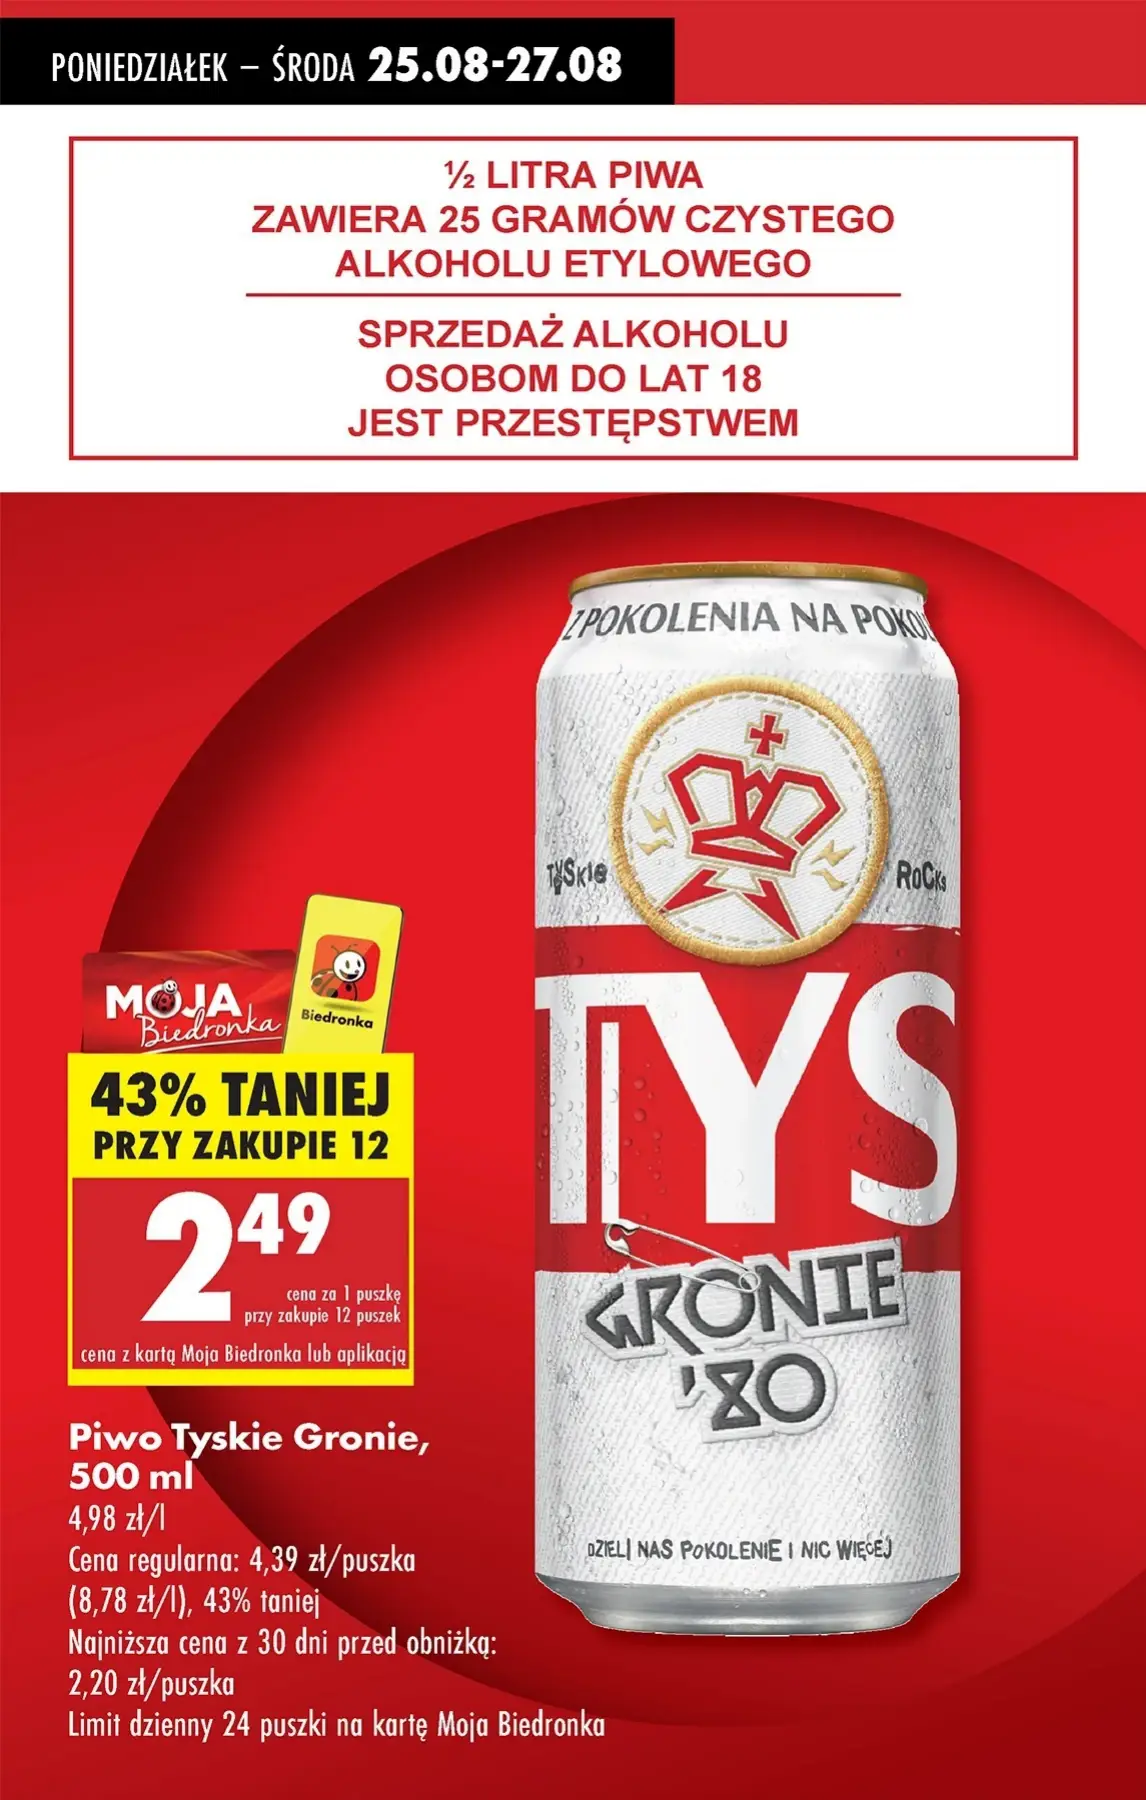 PONIEDZIAŁEK – ŚRODA 25.08-27.08
½ LITRA PIWA
ZAWIERA 25 GRAMÓW CZYSTEGO
ALKOHOLU ETYLOWEGO
SPRZEDAŻ ALKOHOLU
OSOBOM DO LAT 18
JEST PRZESTĘPSTWEM
Z POKOLENIA NA POKOL
TYSKIE ROCKS
TYS
GRONIE
'80
DZIELI NAS POKOLENIE I NIC WIĘCEJ
MOJA
Biedronka
Biedronka
43% TANIEJ
PRZY ZAKUPIE 12
2 49
cena za 1 puszkę
przy zakupie 12 puszek
cena z kartą Moja Biedronka lub aplikacją
Piwo Tyskie Gronie,
500 ml
4,98 zł/l
Cena regularna: 4,39 zł/puszka
(8,78 zł/l), 43% taniej
Najniższa cena z 30 dni przed obniżką:
2,20 zł/puszka
Limit dzienny 24 puszki na kartę Moja Biedronka